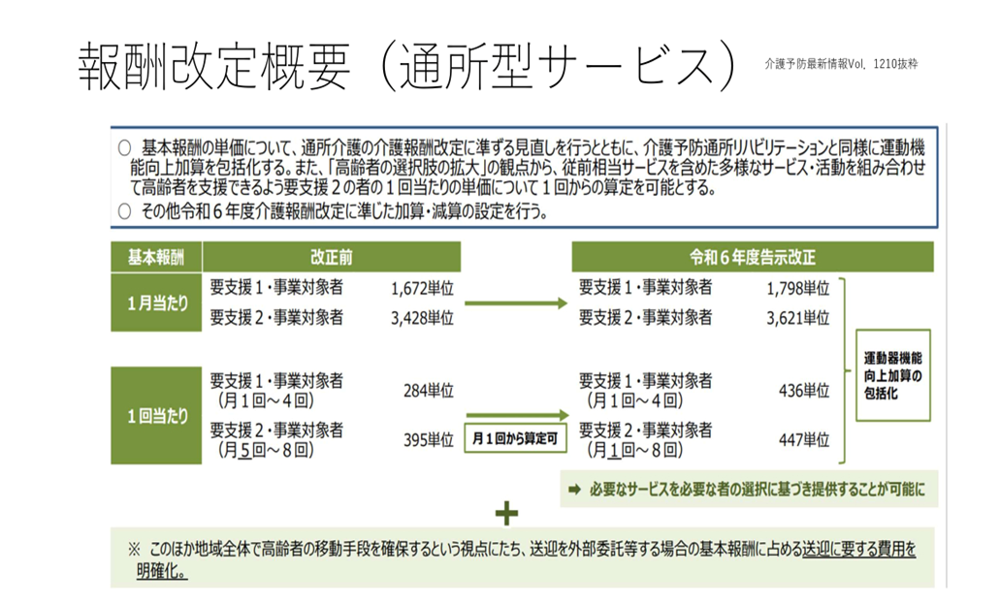 報酬改定概要（通所型サービス）
介護予防最新情報Vol．1210抜粋
○　基本報酬の単価について、通所介護の介護報酬改定に準ずる見直しを行うとともに、介護予防通所リハビリテーションと同様に運動機
能向上加算を包括化する。また、「高齢者の選択肢の拡大」の観点から、従前相当サービスを含めた多様なサービス・活動を組み合わせ
て高齢者を支援できるよう要支援２の者の１回当たりの単価について１回からの算定を可能とする。
○　その他令和６年度介護報酬改定に準じた加算・減算の設定を行う。
基本報酬　改正前　令和６年度告示改正
１月当たり
要支援１・事業対象者　1,672単位
要支援２・事業対象者　3,428単位
要支援１・事業対象者　1,798単位
要支援２・事業対象者　3,621単位
１回当たり
要支援１・事業対象者
（月１回～４回）　284単位
要支援２・事業対象者
（月５回～８回）　395単位
月１回から算定可
要支援１・事業対象者
（月１回～４回）　436単位
要支援２・事業対象者
（月１回～８回）　447単位
運動器機能
向上加算の
包括化
➡ 必要なサービスを必要な者の選択に基づき提供することが可能に
＋
※　このほか地域全体で高齢者の移動手段を確保するという視点にたち、送迎を外部委託等する場合の基本報酬に占める送迎に要する費用を
明確化。